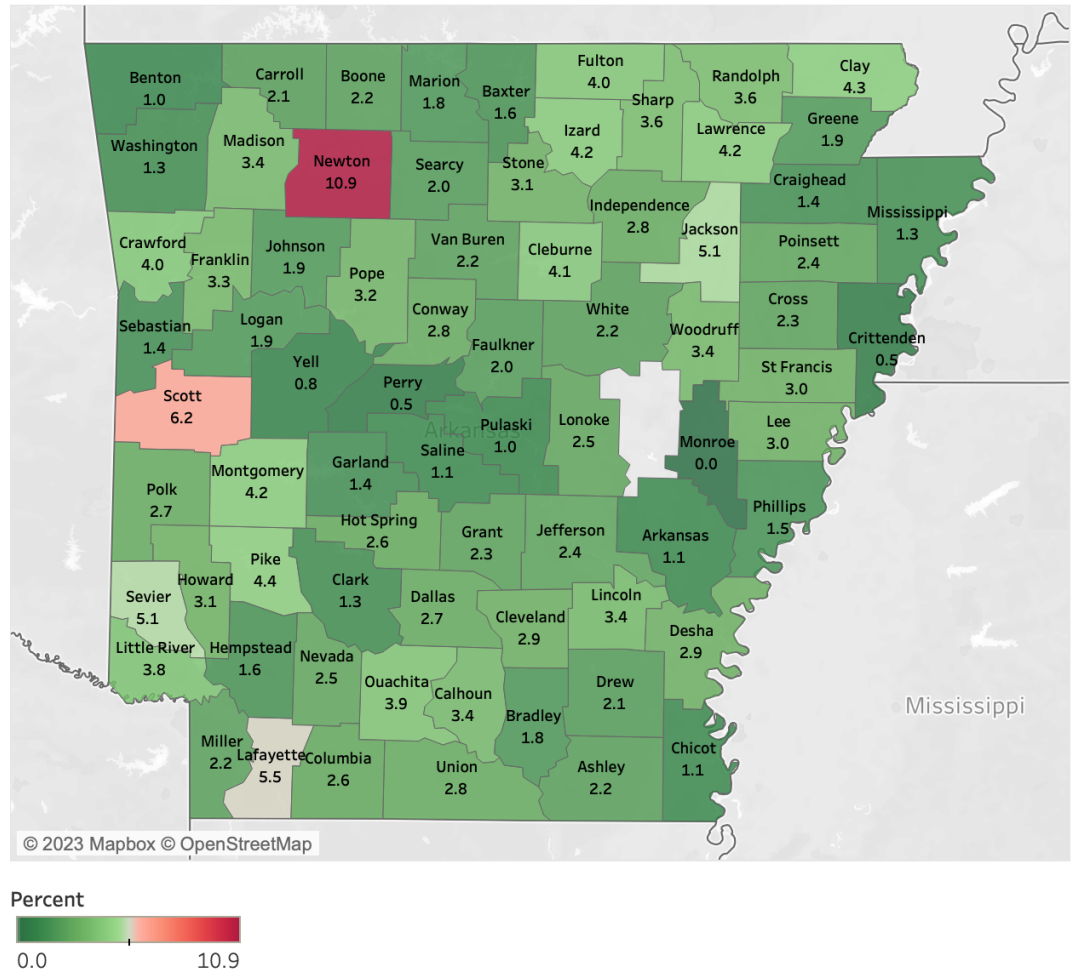 Benton
1.0
Carroll
2.1
Boone
2.2
Marion
1.8
Baxter
1.6
Fulton
4.0
Sharp
3.6
Randolph
3.6
Clay
4.3
Washington
1.3
Madison
3.4
Newton
10.9
Searcy
2.0
Stone
3.1
Izard
4.2
Lawrence
4.2
Greene
1.9
Craighead
1.4
Mississippi
1.3
Crawford
4.0
Franklin
3.3
Johnson
1.9
Pope
3.2
Van Buren
2.2
Cleburne
4.1
Independence
2.8
Jackson
5.1
Poinsett
2.4
Sebastian
1.4
Logan
1.9
Yell
0.8
Conway
2.8
Faulkner
2.0
White
2.2
Woodruff
3.4
Cross
2.3
Crittenden
0.5
St Francis
3.0
Scott
6.2
Perry
0.5
Arkansas
Pulaski
1.0
Saline
1.1
Lonoke
2.5
Monroe
0.0
Lee
3.0
Polk
2.7
Montgomery
4.2
Garland
1.4
Hot Spring
2.6
Grant
2.3
Jefferson
2.4
Arkansas
1.1
Phillips
1.5
Sevier
5.1
Howard
3.1
Pike
4.4
Clark
1.3
Dallas
2.7
Cleveland
2.9
Lincoln
3.4
Desha
2.9
Little River
3.8
Hempstead
1.6
Nevada
2.5
Ouachita
3.9
Calhoun
3.4
Bradley
1.8
Drew
2.1
Mississippi
Miller
2.2
Lafayette
5.5
Columbia
2.6
Union
2.8
Ashley
2.2
Chicot
1.1
© 2023 Mapbox © OpenStreetMap
Percent
0.0 10.9